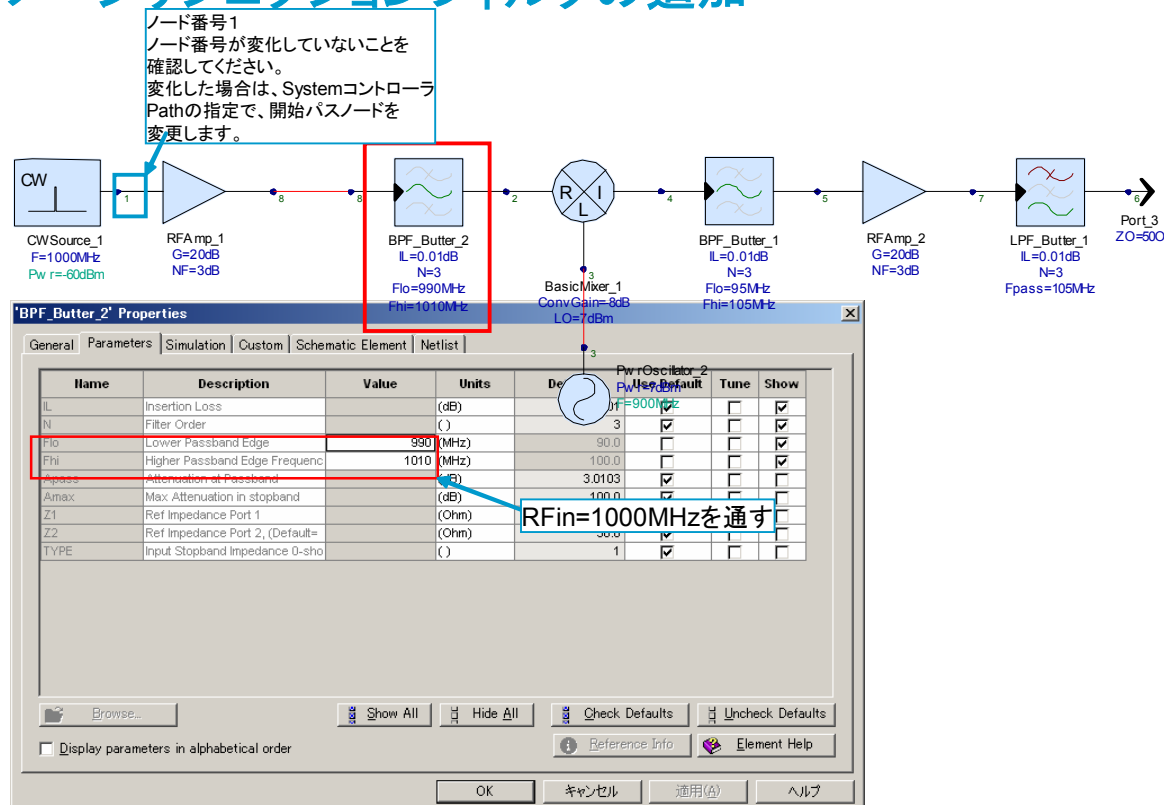 ノード番号1
ノード番号が変化していないことを
確認してください。
変化した場合は、Systemコントローラ
Pathの指定で、開始パスノードを
変更します。
CW
1
8
8
2
R
I
L
4
5
7
6
CWSource_1
F=1000MHz
Pwr=-60dBm
RFAmp_1
G=20dB
NF=3dB
BPF_Butter_2
IL=0.01dB
N=3
Flo=990MHz
Fhi=1010MHz
3
BasicMixer_1
ConvGain=-8dB
LO=7dBm
BPF_Butter_1
IL=0.01dB
N=3
Flo=95MHz
Fhi=105MHz
RFAmp_2
G=20dB
NF=3dB
LPF_Butter_1
IL=0.01dB
N=3
Fpass=105MHz
Port_3
ZO=50O
3
PwrOscillator_2
Pwr=7dBm
F=900MHz
'BPF_Butter_2' Properties
General Parameters Simulation Custom Schematic Element Netlist
Name Description Value Units Use Default Tune Show
IL Insertion Loss (dB)
N Filter Order () 3
Flo Lower Passband Edge 990 (MHz) 90.0
Fhi Higher Passband Edge Frequenc 1010 (MHz) 100.0
Apass Attenuation at Passband (dB) 3.0103
Amax Max Attenuation in stopband (dB) 100.0
Z1 Ref Impedance Port 1 (Ohm)
Z2 Ref Impedance Port 2, (Default= (Ohm) 50.0
TYPE Input Stopband Impedance 0-sho () 1
RFin=1000MHzを通す
Browse... Show All Hide All Check Defaults Uncheck Defaults
Display parameters in alphabetical order Reference Info Element Help
OK キャンセル 適用(A) ヘルプ